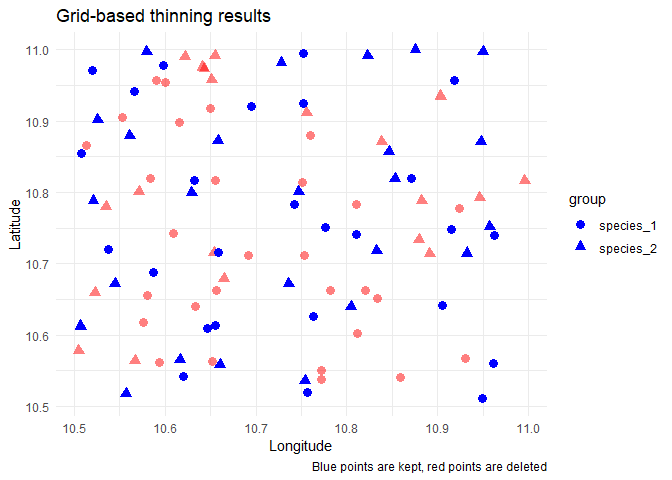 Grid-based thinning results
11.0
10.9
10.8
10.7
10.6
10.5
Latitude
10.5 10.6 10.7 10.8 10.9 11.0
Longitude
group
species_1
species_2
Blue points are kept, red points are deleted